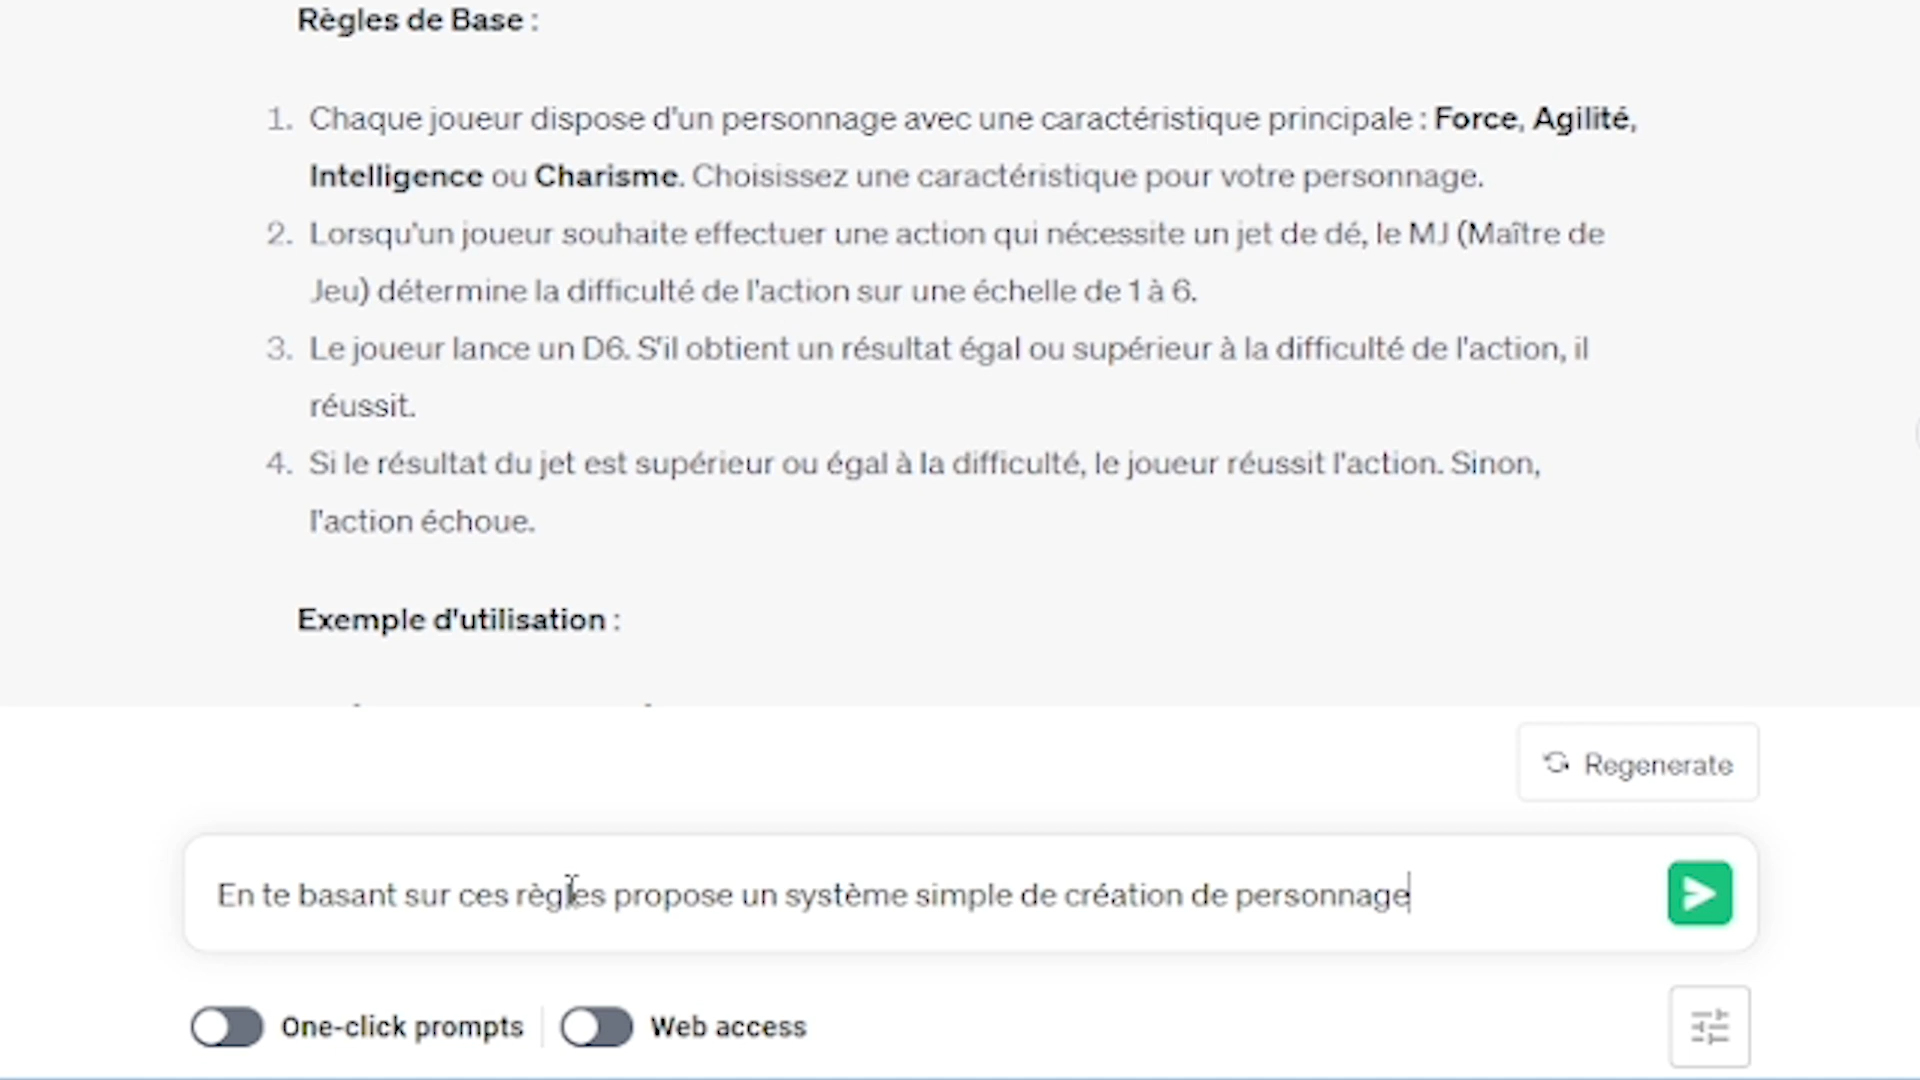 Règles de Base :
1. Chaque joueur dispose d'un personnage avec une caractéristique principale : Force, Agilité,
Intelligence ou Charisme. Choisissez une caractéristique pour votre personnage.
2. Lorsqu'un joueur souhaite effectuer une action qui nécessite un jet de dé, le MJ (Maître de
Jeu) détermine la difficulté de l'action sur une échelle de 1 à 6.
3. Le joueur lance un D6. S'il obtient un résultat égal ou supérieur à la difficulté de l'action, il
réussit.
4. Si le résultat du jet est supérieur ou égal à la difficulté, le joueur réussit l'action. Sinon,
l'action échoue.
Exemple d'utilisation :
Regenerate
En te basant sur ces règles propose un système simple de création de personnage
One-click prompts Web access